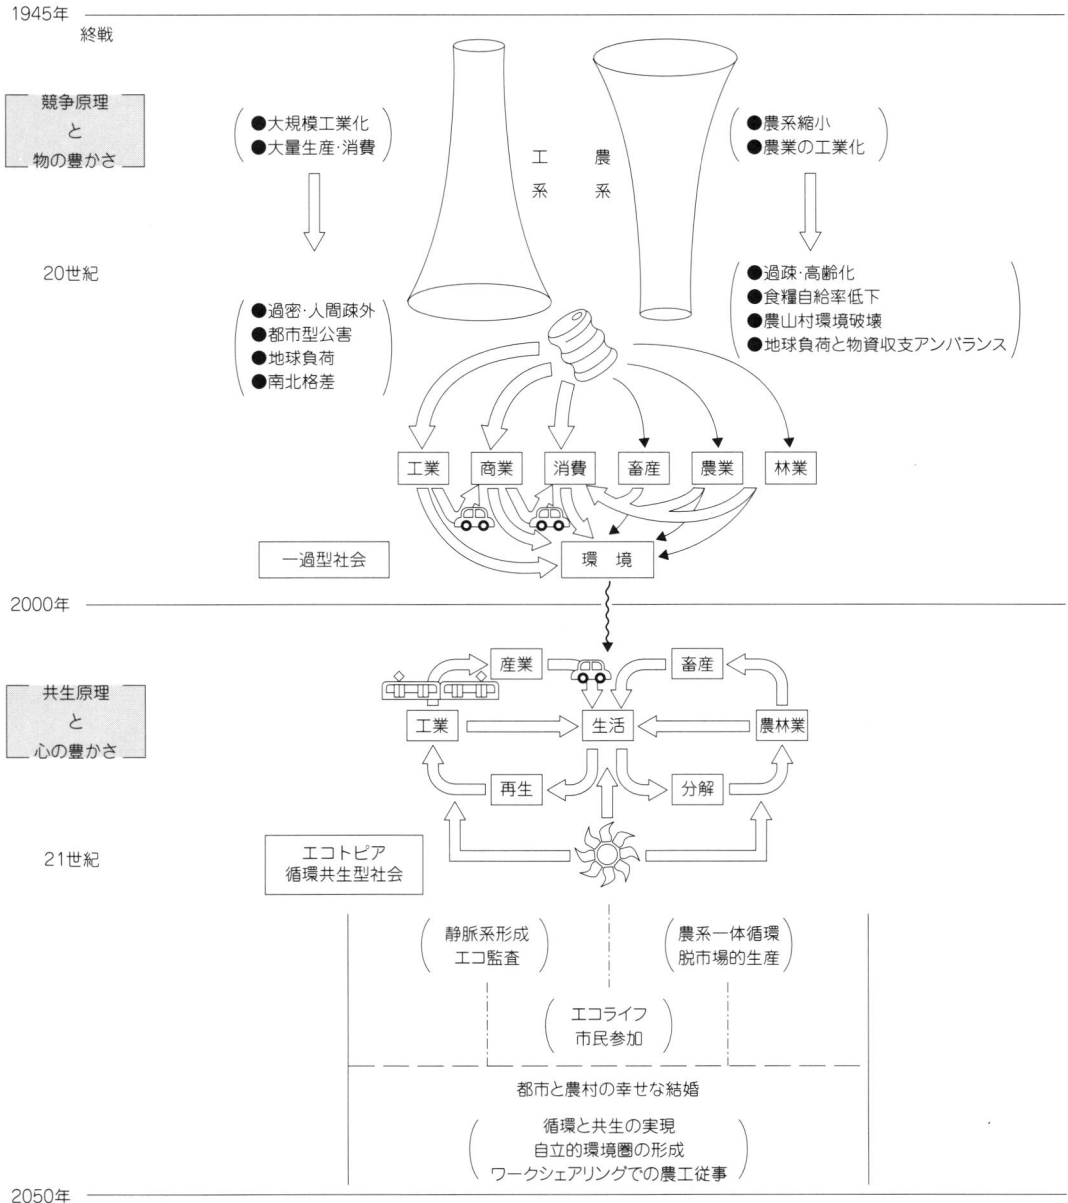 1945年
終戦
競争原理
と
物の豊かさ
●大規模工業化
●大量生産・消費
工系
農系
●農系縮小
●農業の工業化
20世紀
●過密・人間疎外
●都市型公害
●地球負荷
●南北格差
●過疎・高齢化
●食糧自給率低下
●農山村環境破壊
●地球負荷と物資収支アンバランス
工業
商業
消費
畜産
農業
林業
一過型社会
環 境
2000年
共生原理
と
心の豊かさ
産業
畜産
工業
生活
農林業
再生
分解
21世紀
エコトピア
循環共生型社会
静脈系形成
エコ監査
農系一体循環
脱市場的生産
エコライフ
市民参加
都市と農村の幸せな結婚
循環と共生の実現
自立的環境圏の形成
ワークシェアリングでの農工従事
2050年